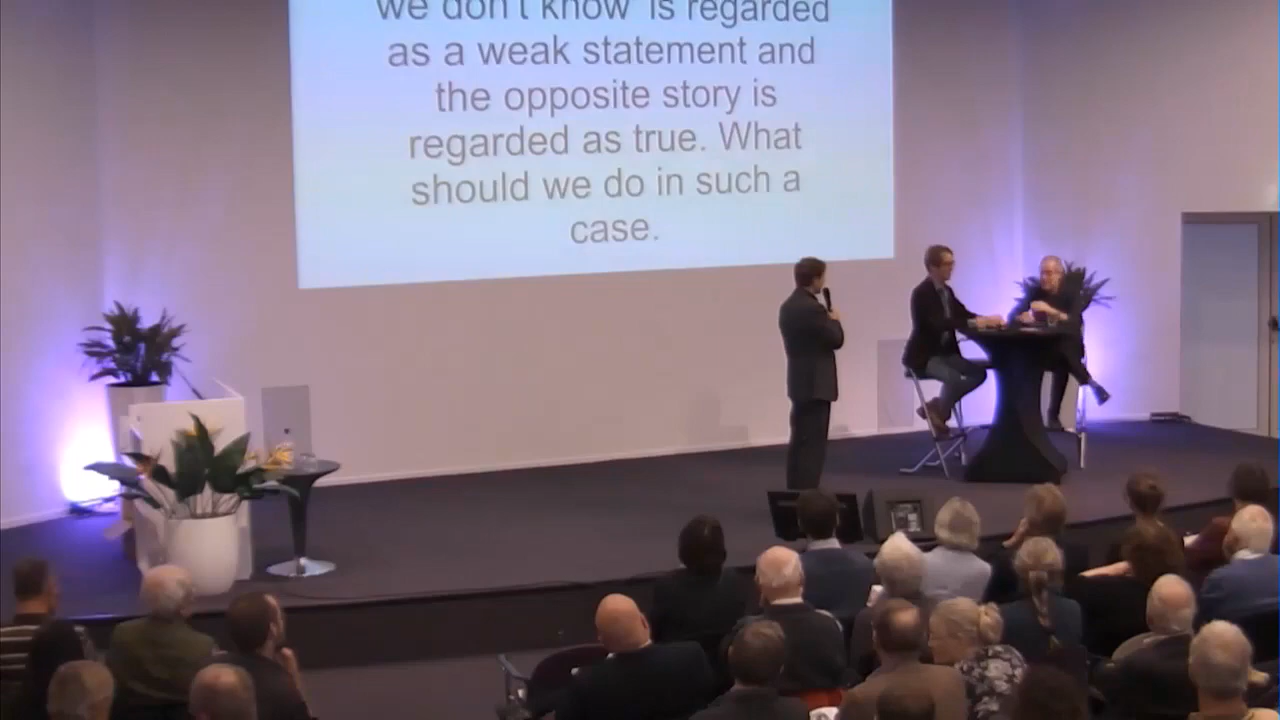 we don't know' is regarded
as a weak statement and
the opposite story is
regarded as true. What
should we do in such a
case.